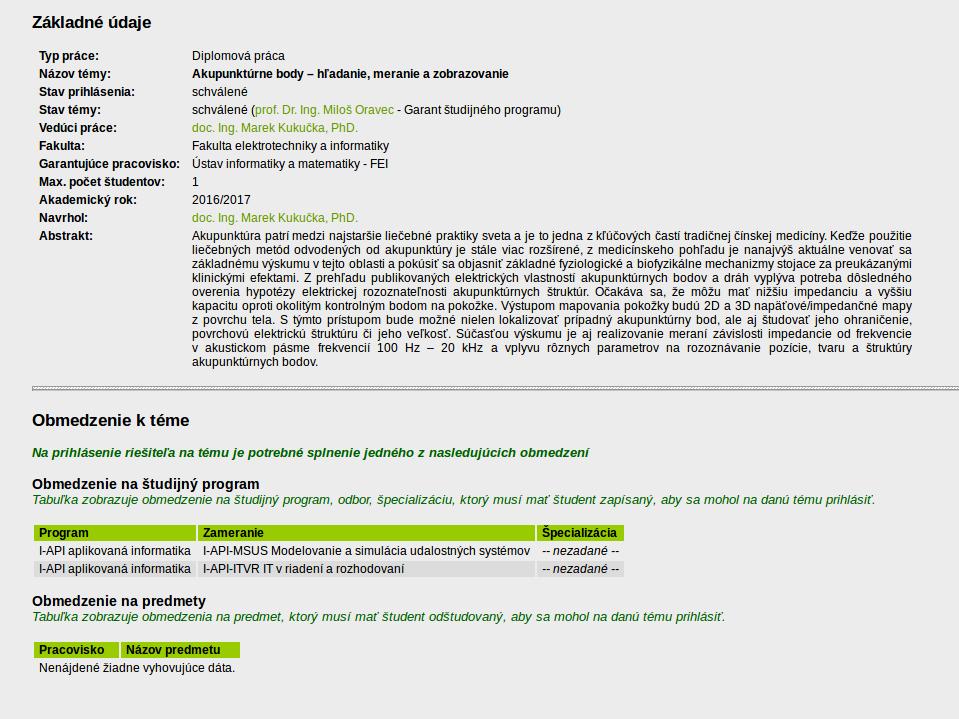 Základné údaje
Typ práce: Diplomová práca
Názov témy: Akupunktúrne body – hľadanie, meranie a zobrazovanie
Stav prihlásenia: schválené
Stav témy: schválené (prof. Dr. Ing. Miloš Oravec - Garant študijného programu)
Vedúci práce: doc. Ing. Marek Kukučka, PhD.
Fakulta: Fakulta elektrotechniky a informatiky
Garantujúce pracovisko: Ústav informatiky a matematiky - FEI
Max. počet študentov: 1
Akademický rok: 2016/2017
Navrhol: doc. Ing. Marek Kukučka, PhD.
Abstrakt: Akupunktúra patrí medzi najstaršie liečebné praktiky sveta a je to jedna z kľúčových častí tradičnej čínskej medicíny. Keďže použitie
liečebných metód odvodených od akupunktúry je stále viac rozšírené, z medicínskeho pohľadu je nanajvýš aktuálne venovať sa
základnému výskumu v tejto oblasti a pokúsiť sa objasniť základné fyziologické a biofyzikálne mechanizmy stojace za preukázanými
klinickými efektami. Z prehľadu publikovaných elektrických vlastností akupunktúrnych bodov a dráh vyplýva potreba dôsledného
overenia hypotézy elektrickej rozoznateľnosti akupunktúrnych štruktúr. Očakáva sa, že môžu mať nižšiu impedanciu a vyššiu
kapacitu oproti okolitým kontrolným bodom na pokožke. Výstupom mapovania pokožky budú 2D a 3D napäťové/impedančné mapy
z povrchu tela. S týmto prístupom bude možné nielen lokalizovať prípadný akupunktúrny bod, ale aj študovať jeho ohraničenie,
povrchovú elektrickú štruktúru či jeho veľkosť. Súčasťou výskumu je aj realizovanie meraní závislosti impedancie od frekvencie
v akustickom pásme frekvencií 100 Hz – 20 kHz a vplyvu rôznych parametrov na rozoznávanie pozície, tvaru a štruktúry
akupunktúrnych bodov.
Obmedzenie k téme
Na prihlásenie riešiteľa na tému je potrebné splnenie jedného z nasledujúcich obmedzení
Obmedzenie na študijný program
Tabuľka zobrazuje obmedzenie na študijný program, odbor, špecializáciu, ktorý musí mať študent zapísaný, aby sa mohol na danú tému prihlásiť.
Program Zameranie Špecializácia
I-API aplikovaná informatika I-API-MSUS Modelovanie a simulácia udalostných systémov -- nezadané --
I-API aplikovaná informatika I-API-ITVR IT v riadení a rozhodovaní -- nezadané --
Obmedzenie na predmety
Tabuľka zobrazuje obmedzenia na predmet, ktorý musí mať študent odštudovaný, aby sa mohol na danú tému prihlásiť.
Pracovisko Názov predmetu
Nenájdené žiadne vyhovujúce dáta.